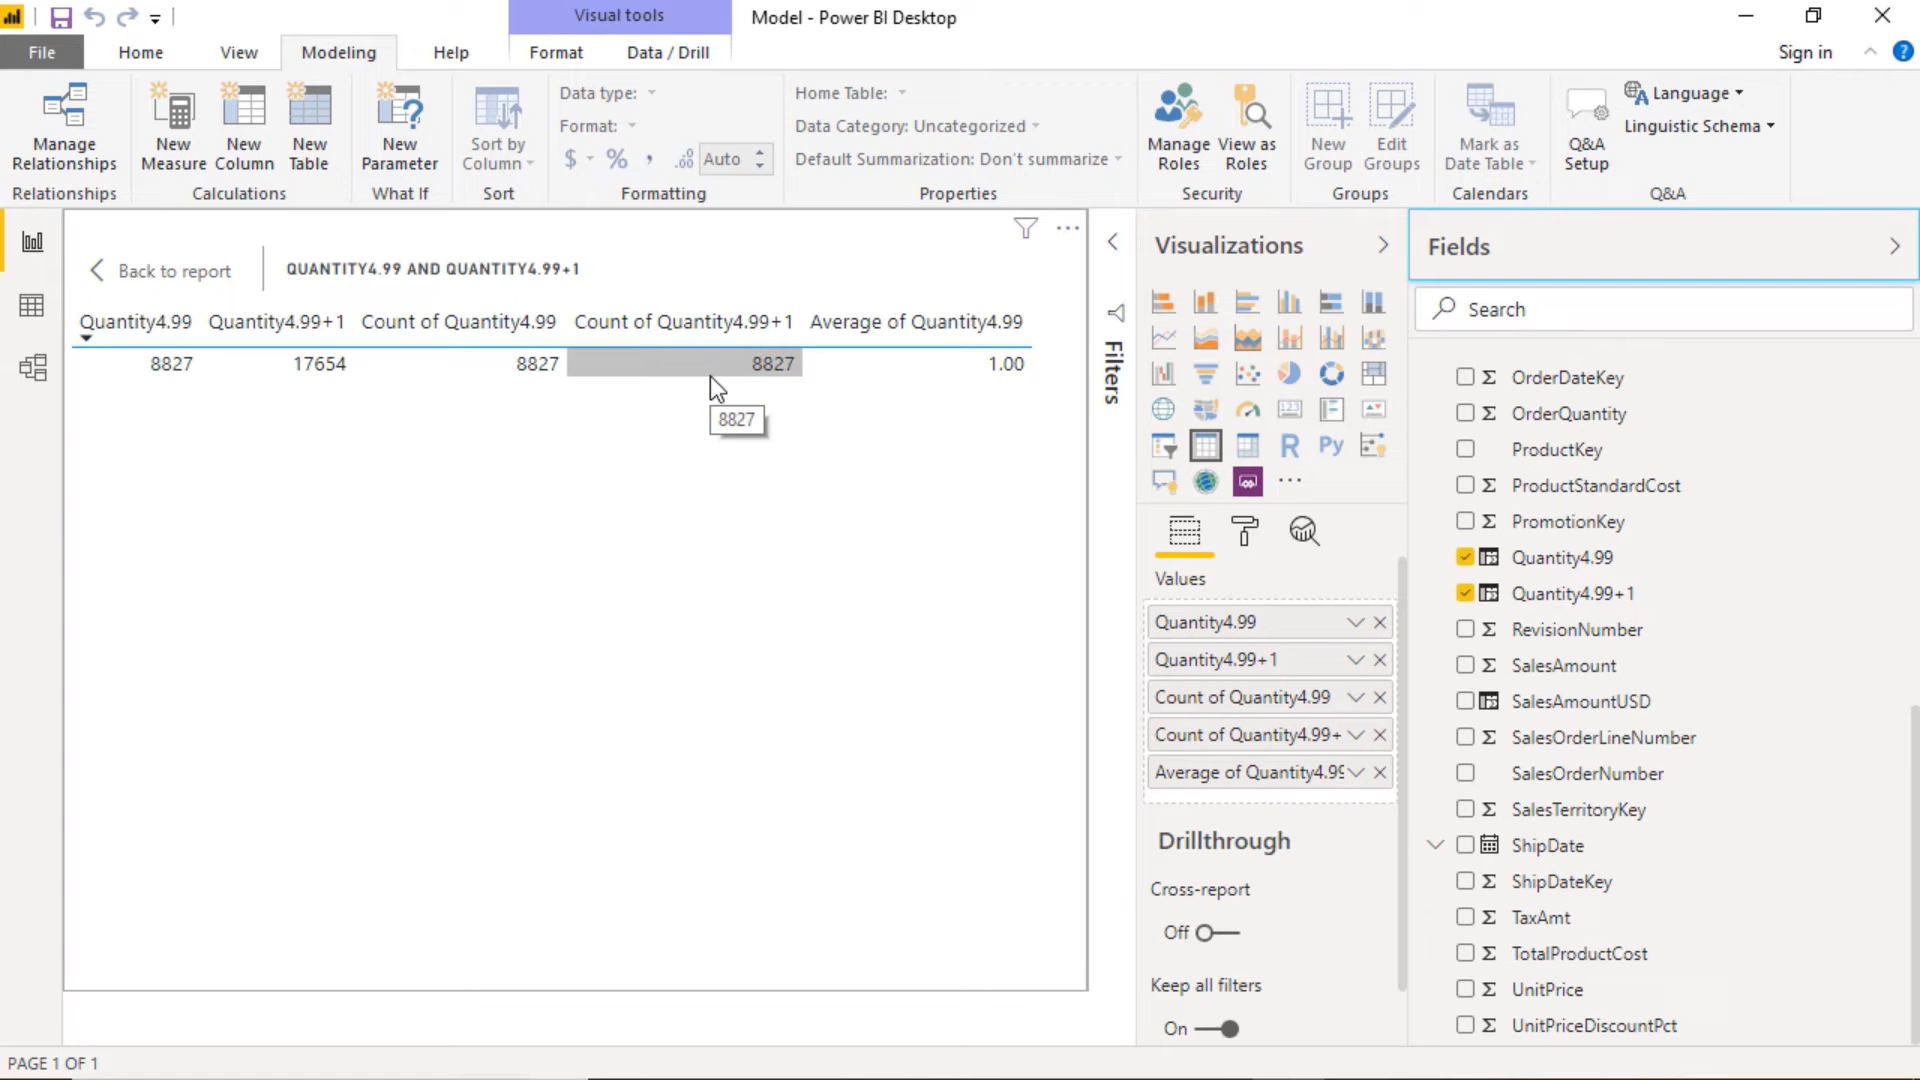 Visual tools
Model - Power BI Desktop
File
Home
View
Modeling
Help
Format
Data / Drill
Sign in
?
Manage Relationships
Relationships
New Measure
New Column
New Table
Calculations
New Parameter
What If
Sort by Column
Sort
Data type:
Format:
$ % , .00 Auto
Formatting
Home Table:
Data Category: Uncategorized
Default Summarization: Don't summarize
Properties
Manage Roles
View as Roles
Security
New Group
Edit Groups
Groups
Mark as Date Table
Calendars
Q&A Setup
Language
Linguistic Schema
Q&A
Back to report
QUANTITY4.99 AND QUANTITY4.99+1
Quantity4.99 Quantity4.99+1 Count of Quantity4.99 Count of Quantity4.99+1 Average of Quantity4.99
8827 17654 8827 8827 1.00
8827
Filters
Visualizations
123
R
Py
Values
Quantity4.99
Quantity4.99+1
Count of Quantity4.99
Count of Quantity4.99+
Average of Quantity4.99
Drillthrough
Cross-report
Off
Keep all filters
On
Fields
Search
OrderDateKey
OrderQuantity
ProductKey
ProductStandardCost
PromotionKey
Quantity4.99
Quantity4.99+1
RevisionNumber
SalesAmount
SalesAmountUSD
SalesOrderLineNumber
SalesOrderNumber
SalesTerritoryKey
ShipDate
ShipDateKey
TaxAmt
TotalProductCost
UnitPrice
UnitPriceDiscountPct
PAGE 1 OF 1